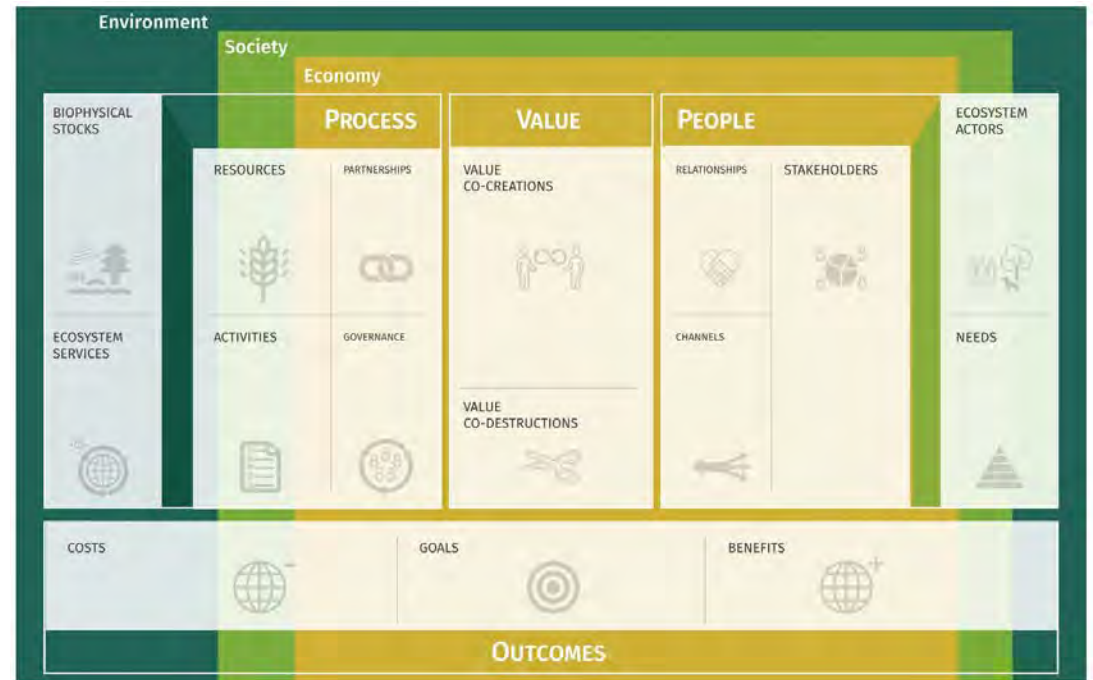 Environment
Society
Economy
BIOPHYSICAL
STOCKS
PROCESS
VALUE
PEOPLE
ECOSYSTEM
ACTORS
RESOURCES
PARTNERSHIPS
VALUE
CO-CREATIONS
RELATIONSHIPS
STAKEHOLDERS
ECOSYSTEM
SERVICES
ACTIVITIES
GOVERNANCE
CHANNELS
NEEDS
VALUE
CO-DESTRUCTIONS
COSTS
GOALS
BENEFITS
OUTCOMES